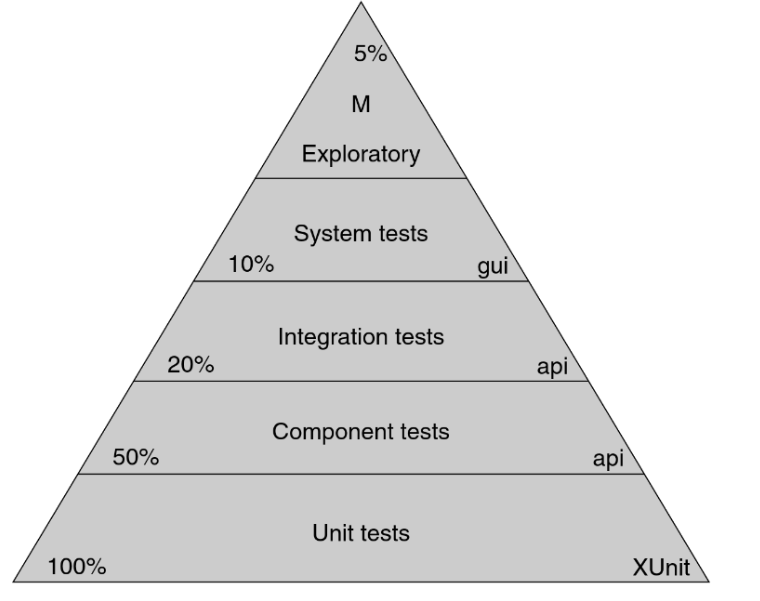 5%
M
Exploratory
System tests
10% gui
Integration tests
20% api
Component tests
50% api
Unit tests
100% XUnit